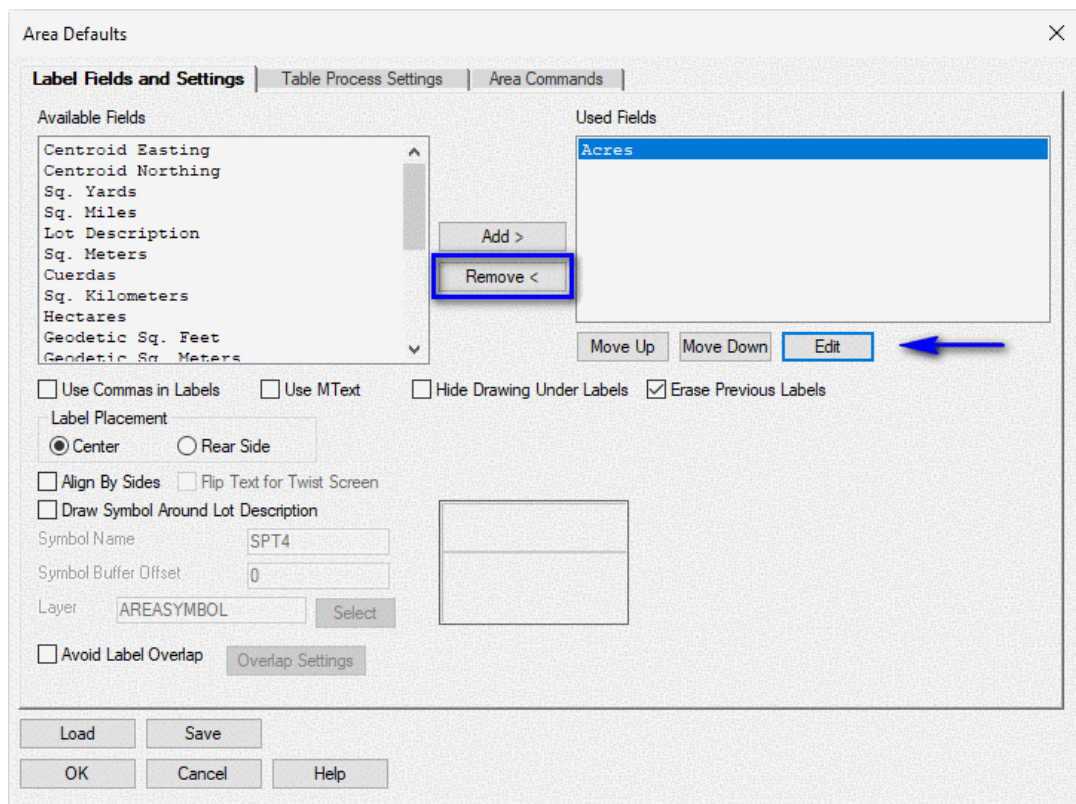 Area Defaults
Label Fields and Settings
Table Process Settings
Area Commands
Available Fields
Used Fields
Centroid Easting
Centroid Northing
Sq. Yards
Sq. Miles
Lot Description
Sq. Meters
Cuerdas
Sq. Kilometers
Hectares
Geodetic Sq. Feet
Geodetic Sq. Meters
Acres
Add >
Remove <
Move Up
Move Down
Edit
Use Commas in Labels
Use MText
Hide Drawing Under Labels
Erase Previous Labels
Label Placement
Center
Rear Side
Align By Sides
Flip Text for Twist Screen
Draw Symbol Around Lot Description
Symbol Name
SPT4
Symbol Buffer Offset
0
Layer
AREASYMBOL
Select
Avoid Label Overlap
Overlap Settings
Load
Save
OK
Cancel
Help